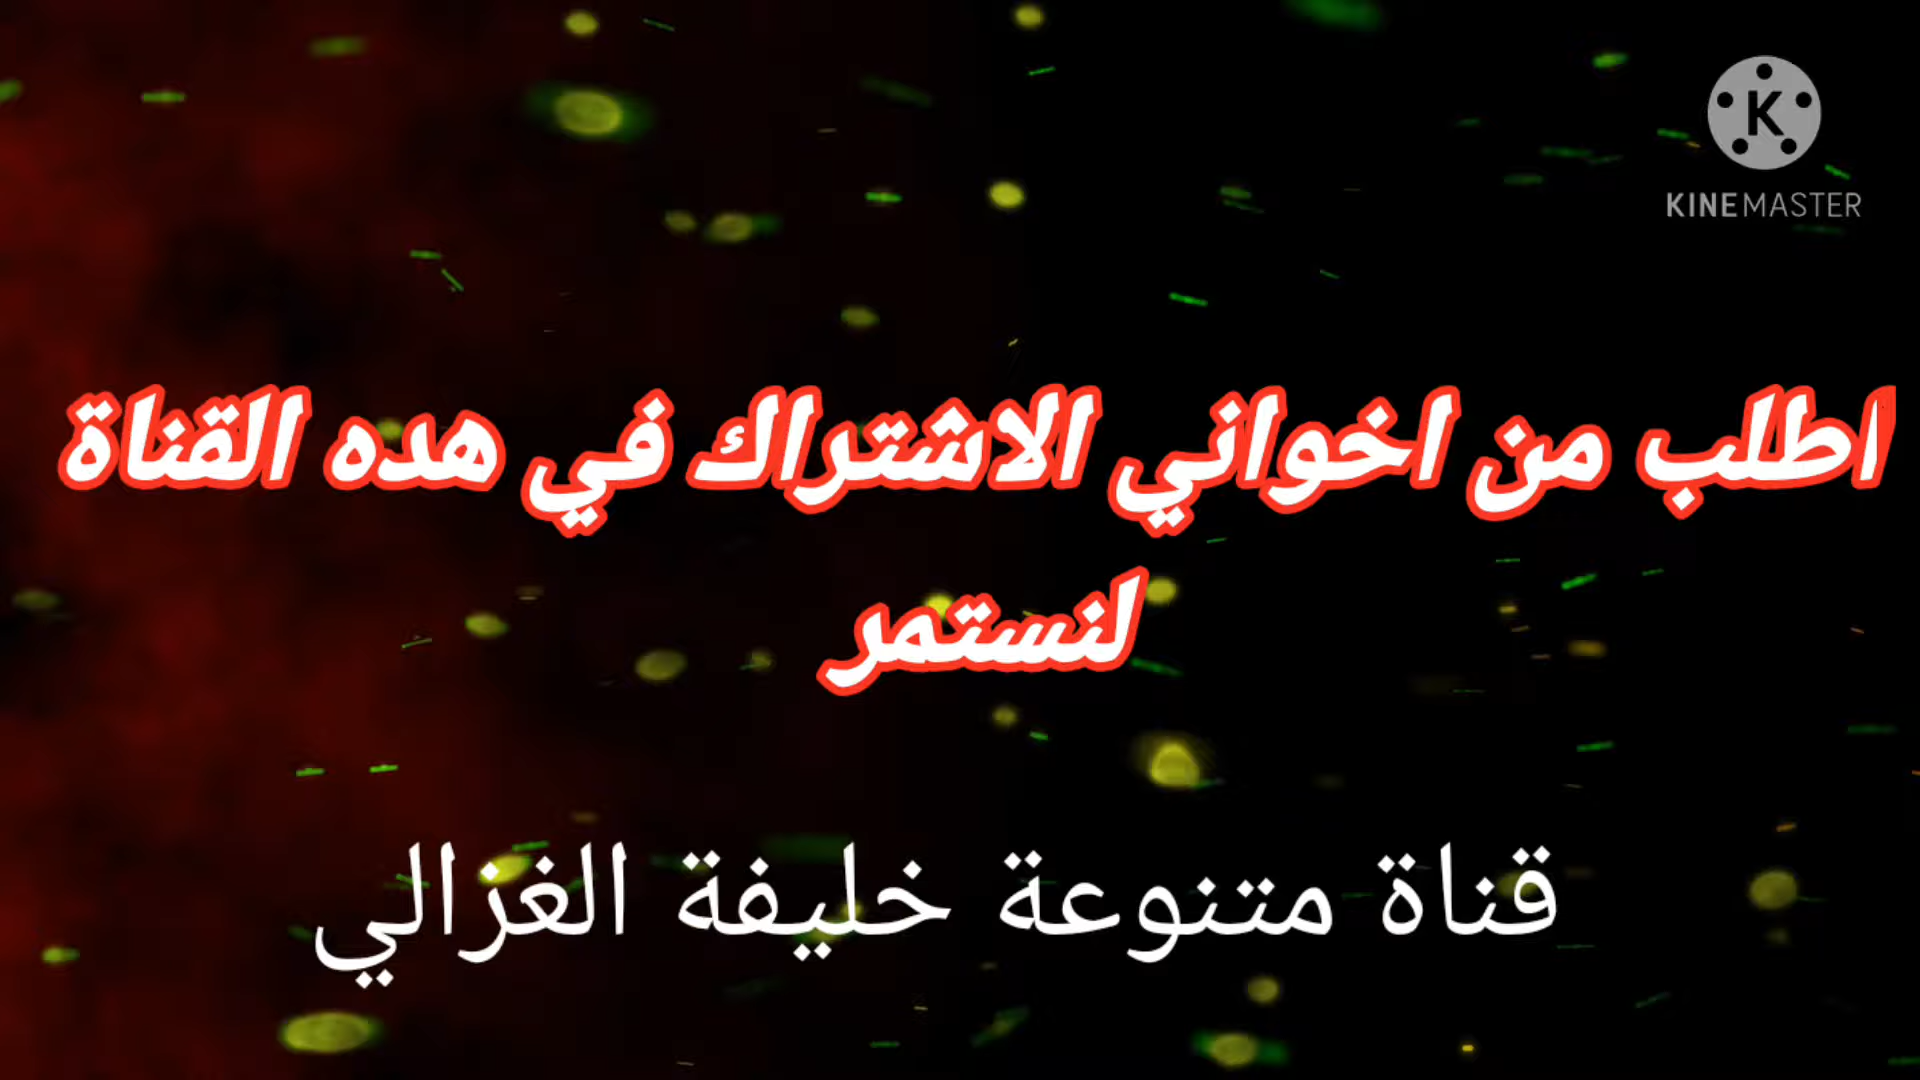 KINEMASTER
اطلب من اخواني الاشتراك في هده القناة
لنستمر
قناة متنوعة خليفة الغزالي